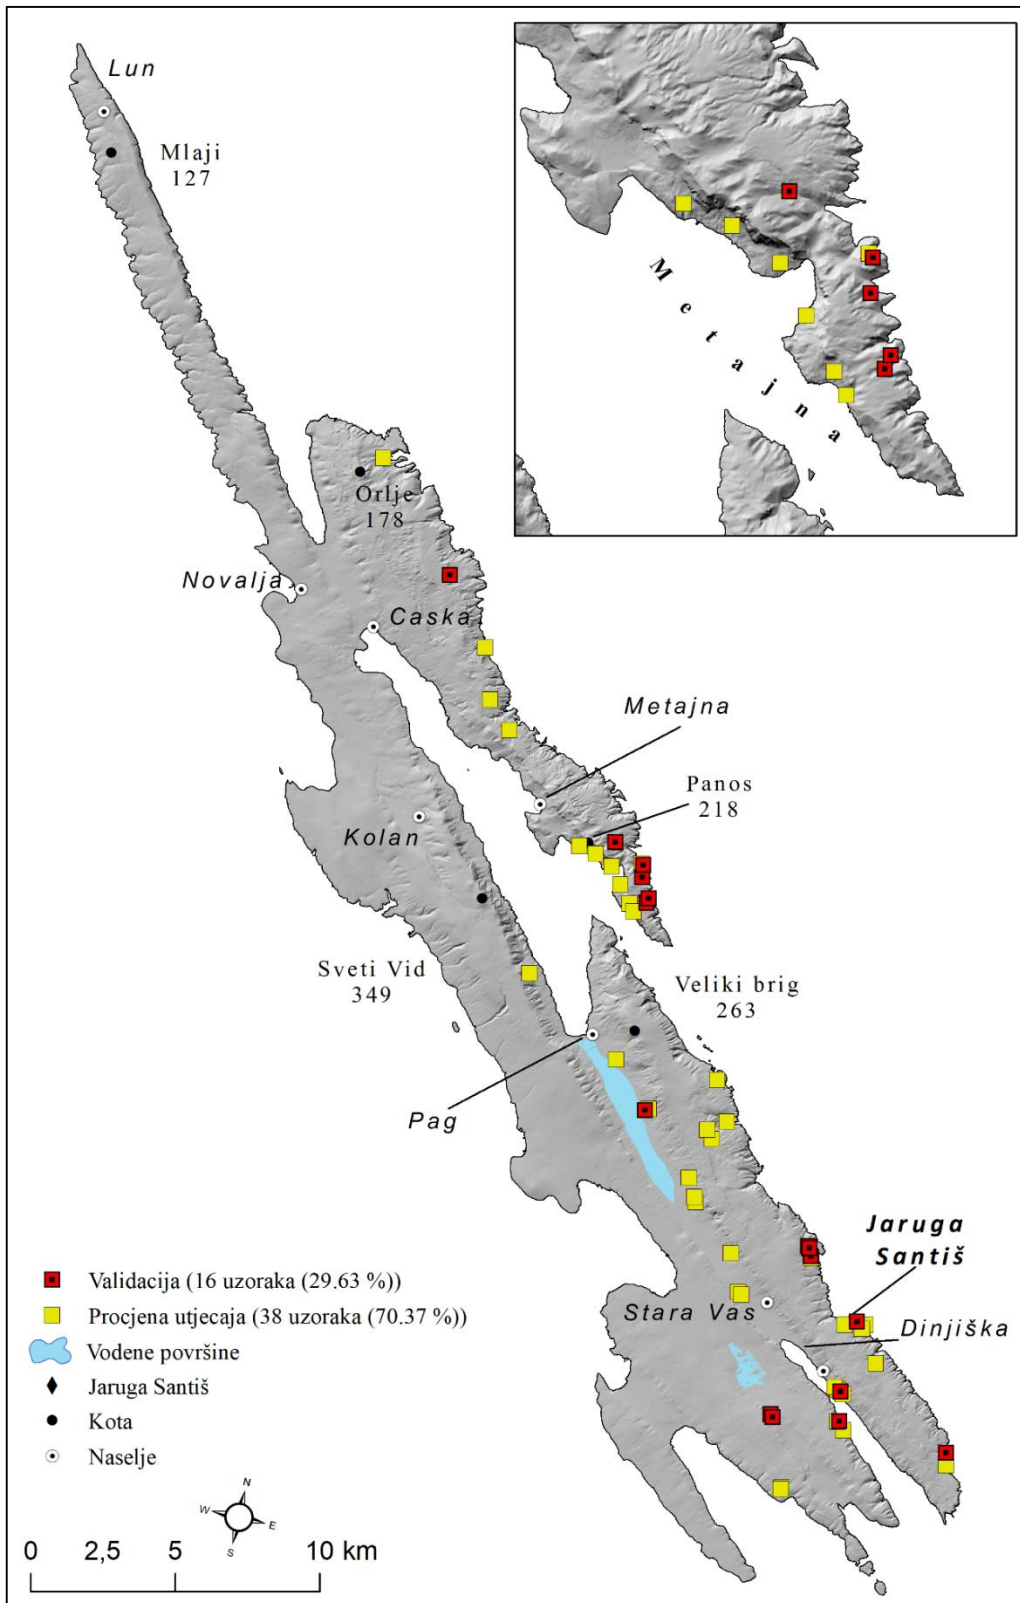 Lun
Mlaji
127
Metajna
Orlje
178
Novalja
Caska
Metajna
Panos
218
Kolan
Sveti Vid
349
Veliki brig
263
Pag
Jaruga
Santiš
Stara Vas
Dinjiška
Validacija (16 uzoraka (29.63 %))
Procjena utjecaja (38 uzoraka (70.37 %))
Vodene površine
Jaruga Santiš
Kota
Naselje
N
W
E
S
0 2,5 5 10 km